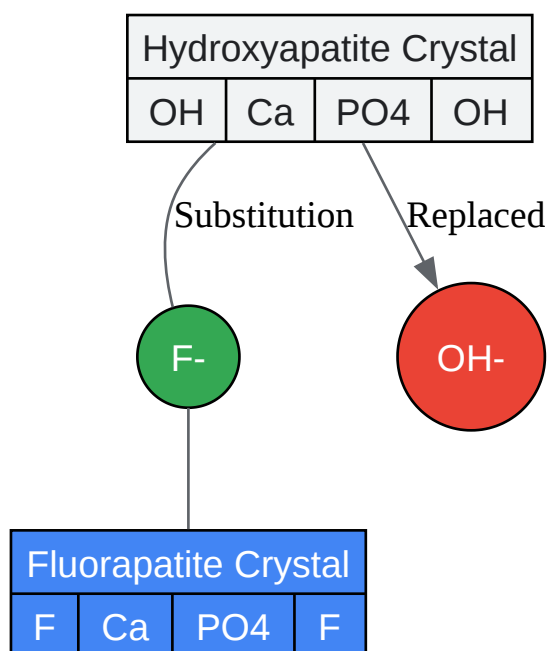 Hydroxyapatite Crystal
OH Ca PO4 OH
Substitution Replaced
F- OH-
Fluorapatite Crystal
F Ca PO4 F